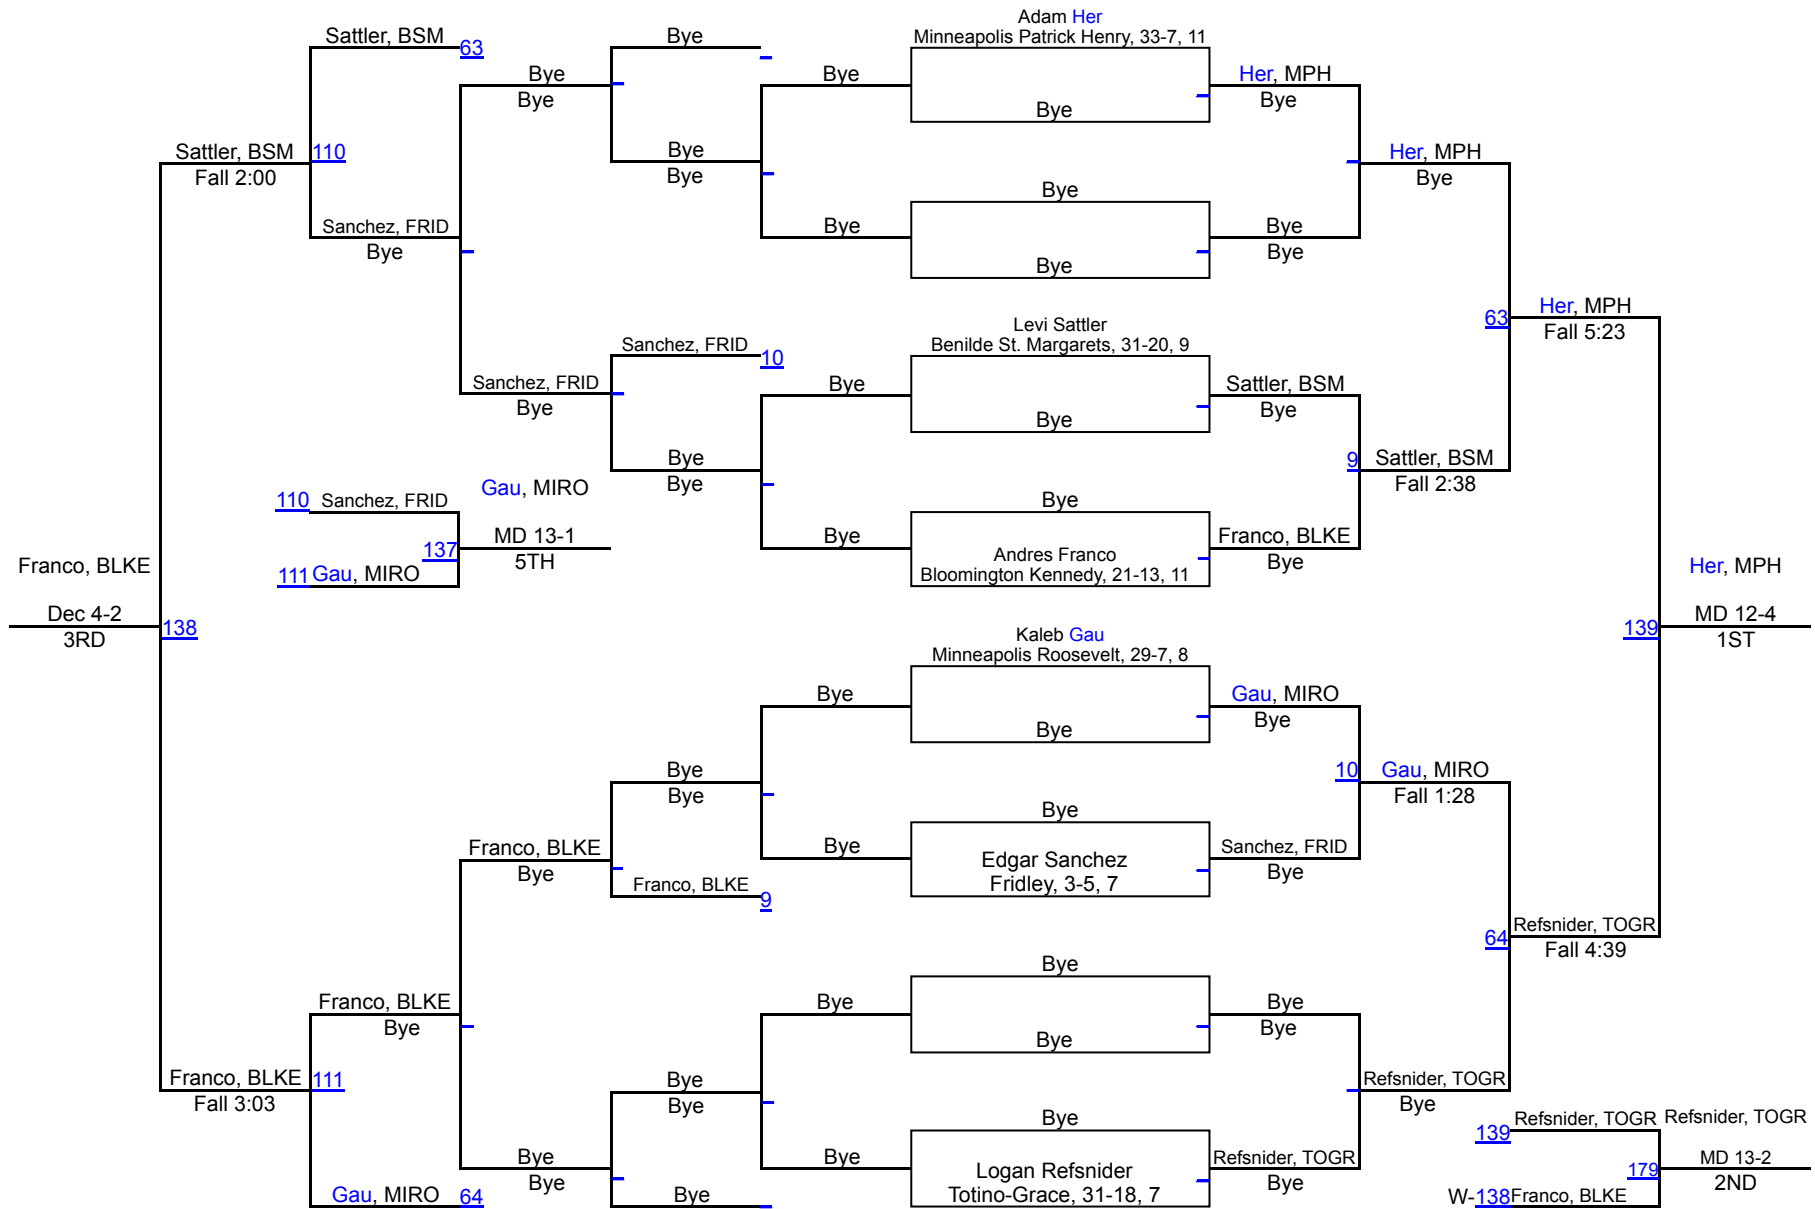 Adam Her
Minneapolis Patrick Henry, 33-7, 11
Sattler, BSM
63
Bye
Bye
Bye
Bye
Her, MPH
Bye
Bye
Bye
Sattler, BSM
110
Fall 2:00
Bye
Bye
Her, MPH
Bye
Bye
Sanchez, FRID
Bye
Bye
Bye
Bye
Bye
Levi Sattler
Benilde St. Margarets, 31-20, 9
63
Her, MPH
Fall 5:23
Sanchez, FRID
10
Sanchez, FRID
Bye
Bye
Sattler, BSM
Bye
Bye
Bye
Bye
9
Sattler, BSM
Fall 2:38
110
Sanchez, FRID
Gau, MIRO
Bye
137
MD 13-1
5TH
Bye
Franco, BLKE
Bye
Andres Franco
Bloomington Kennedy, 21-13, 11
111
Gau, MIRO
Franco, BLKE
Dec 4-2
3RD
138
Her, MPH
139
MD 12-4
1ST
Kaleb Gau
Minneapolis Roosevelt, 29-7, 8
Bye
Gau, MIRO
Bye
Bye
Bye
Bye
10
Gau, MIRO
Fall 1:28
Bye
Franco, BLKE
Bye
Bye
Edgar Sanchez
Fridley, 3-5, 7
Sanchez, FRID
Bye
Franco, BLKE
9
64
Refsnider, TOGR
Fall 4:39
Bye
Franco, BLKE
Bye
Bye
Bye
Bye
Bye
Franco, BLKE
111
Fall 3:03
Bye
Bye
Refsnider, TOGR
Bye
Bye
139
Refsnider, TOGR
Refsnider, TOGR
Bye
Bye
Bye
Logan Refsnider
Totino-Grace, 31-18, 7
Refsnider, TOGR
Bye
179
MD 13-2
2ND
Gau, MIRO
64
Bye
W-138
Franco, BLKE